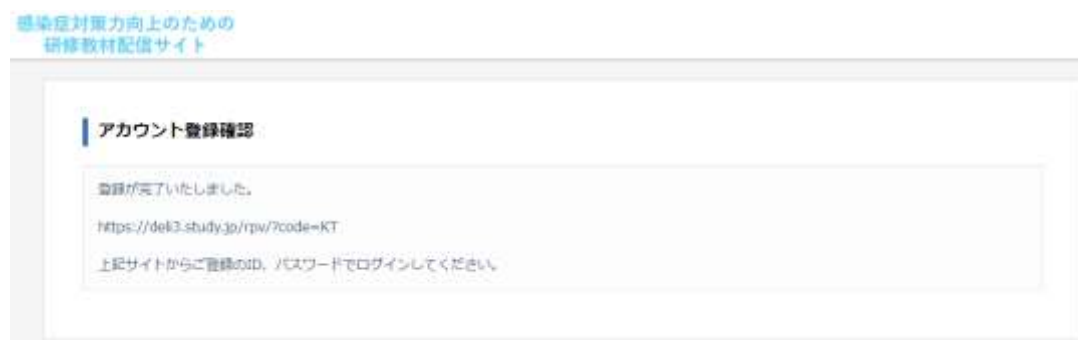 感染症対策力向上のための
研修教材配信サイト
アカウント登録確認
登録が完了いたしました。
https://deli3.study.jp/rpv/?code=KT
上記サイトからご登録のID、パスワードでログインしてください。